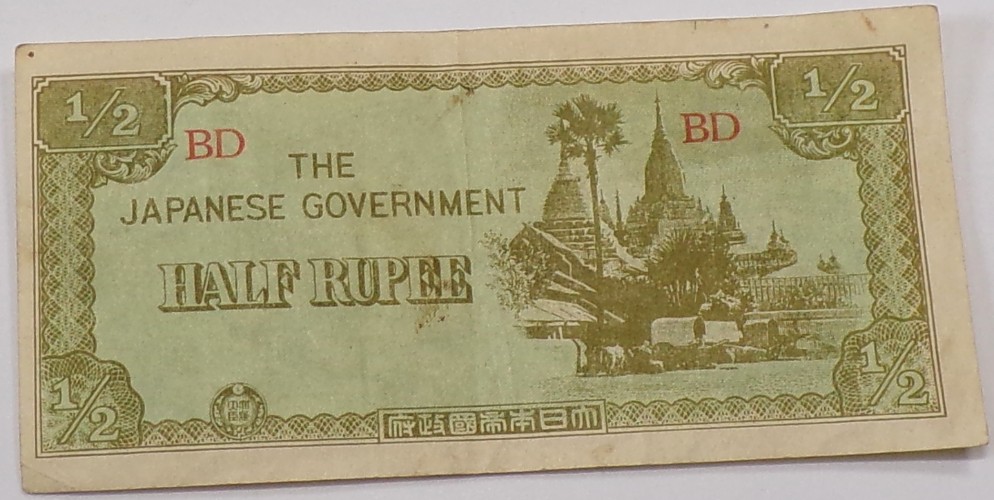 1/2
1/2
BD
BD
THE
JAPANESE GOVERNMENT
HALF RUPEE
1/2
1/2
大日本帝國政府